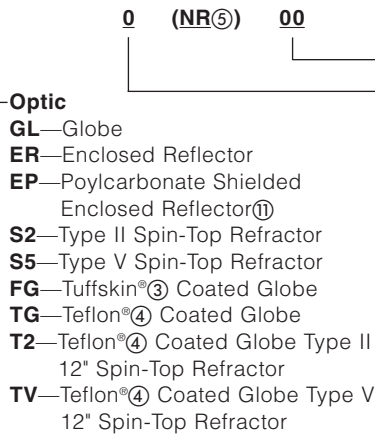 0 (NR⑤) 00
Optic
GL—Globe
ER—Enclosed Reflector
EP—Poylcarbonate Shielded
Enclosed Reflector⑪
S2—Type II Spin-Top Refractor
S5—Type V Spin-Top Refractor
FG—Tuffskin®③ Coated Globe
TG—Teflon®④ Coated Globe
T2—Teflon®④ Coated Globe Type II
12" Spin-Top Refractor
TV—Teflon®④ Coated Globe Type V
12" Spin-Top Refractor